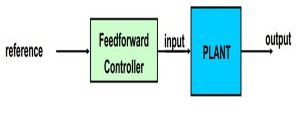 reference
Feedforward
Controller
input
PLANT
output